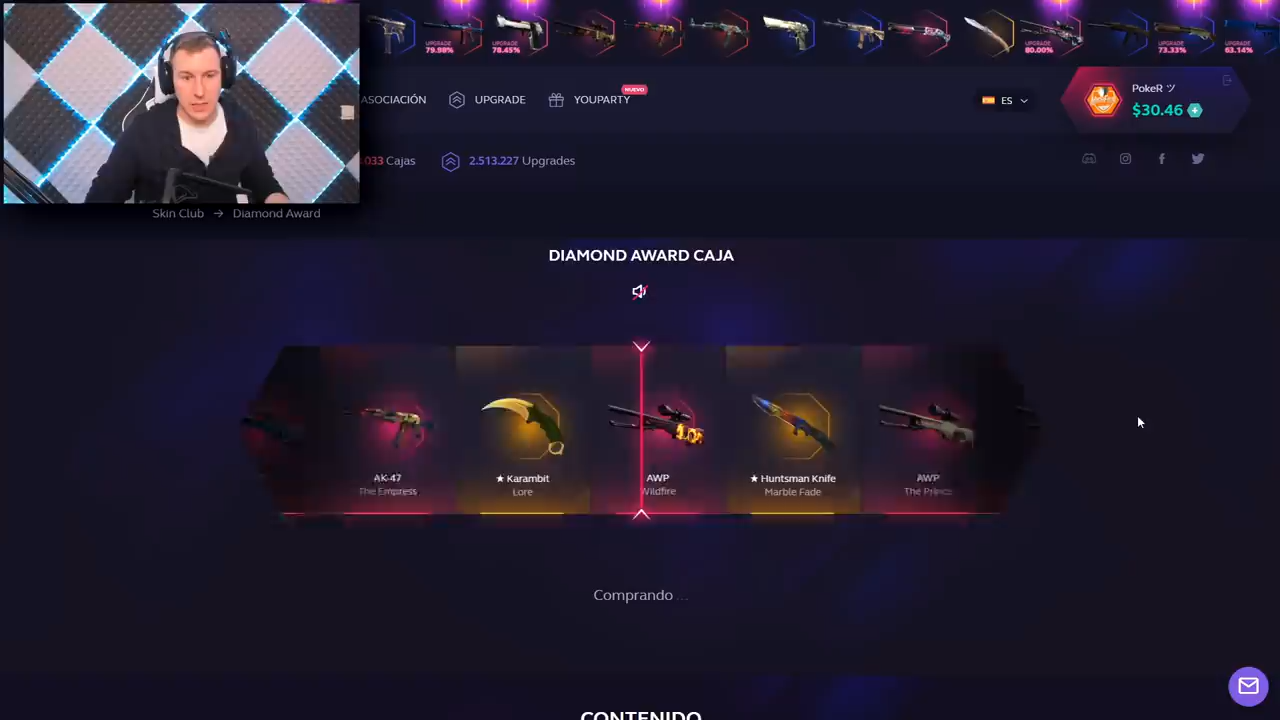 UPGRADE
79.98%
UPGRADE
78.45%
UPGRADE
80.00%
UPGRADE
73.33%
UPGRADE
63.14%
ASOCIACIÓN
UPGRADE
YOUPARTY
NUEVO
ES
PokeR ツ
$30.46
033 Cajas
2.513.227 Upgrades
Skin Club → Diamond Award
DIAMOND AWARD CAJA
AK-47
The Empress
★ Karambit
Lore
AWP
Wildfire
★ Huntsman Knife
Marble Fade
AWP
The Prince
Comprando ...
CONTENIDO